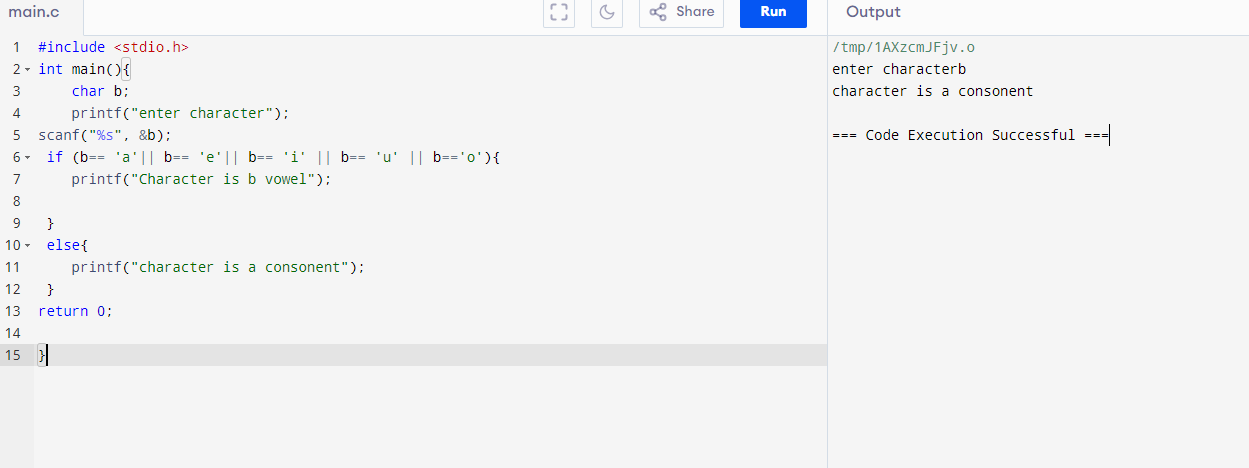 main.c
Share
Run
Output
1 #include <stdio.h>
2 int main(){
3 char b;
4 printf("enter character");
5 scanf("%s", &b);
6 if (b== 'a'|| b== 'e'|| b== 'i' || b== 'u' || b=='o'){
7 printf("Character is b vowel");
8
9 }
10 else{
11 printf("character is a consonent");
12 }
13 return 0;
14
15 }
/tmp/1AXzcmJFjv.o
enter characterb
character is a consonent
=== Code Execution Successful ===